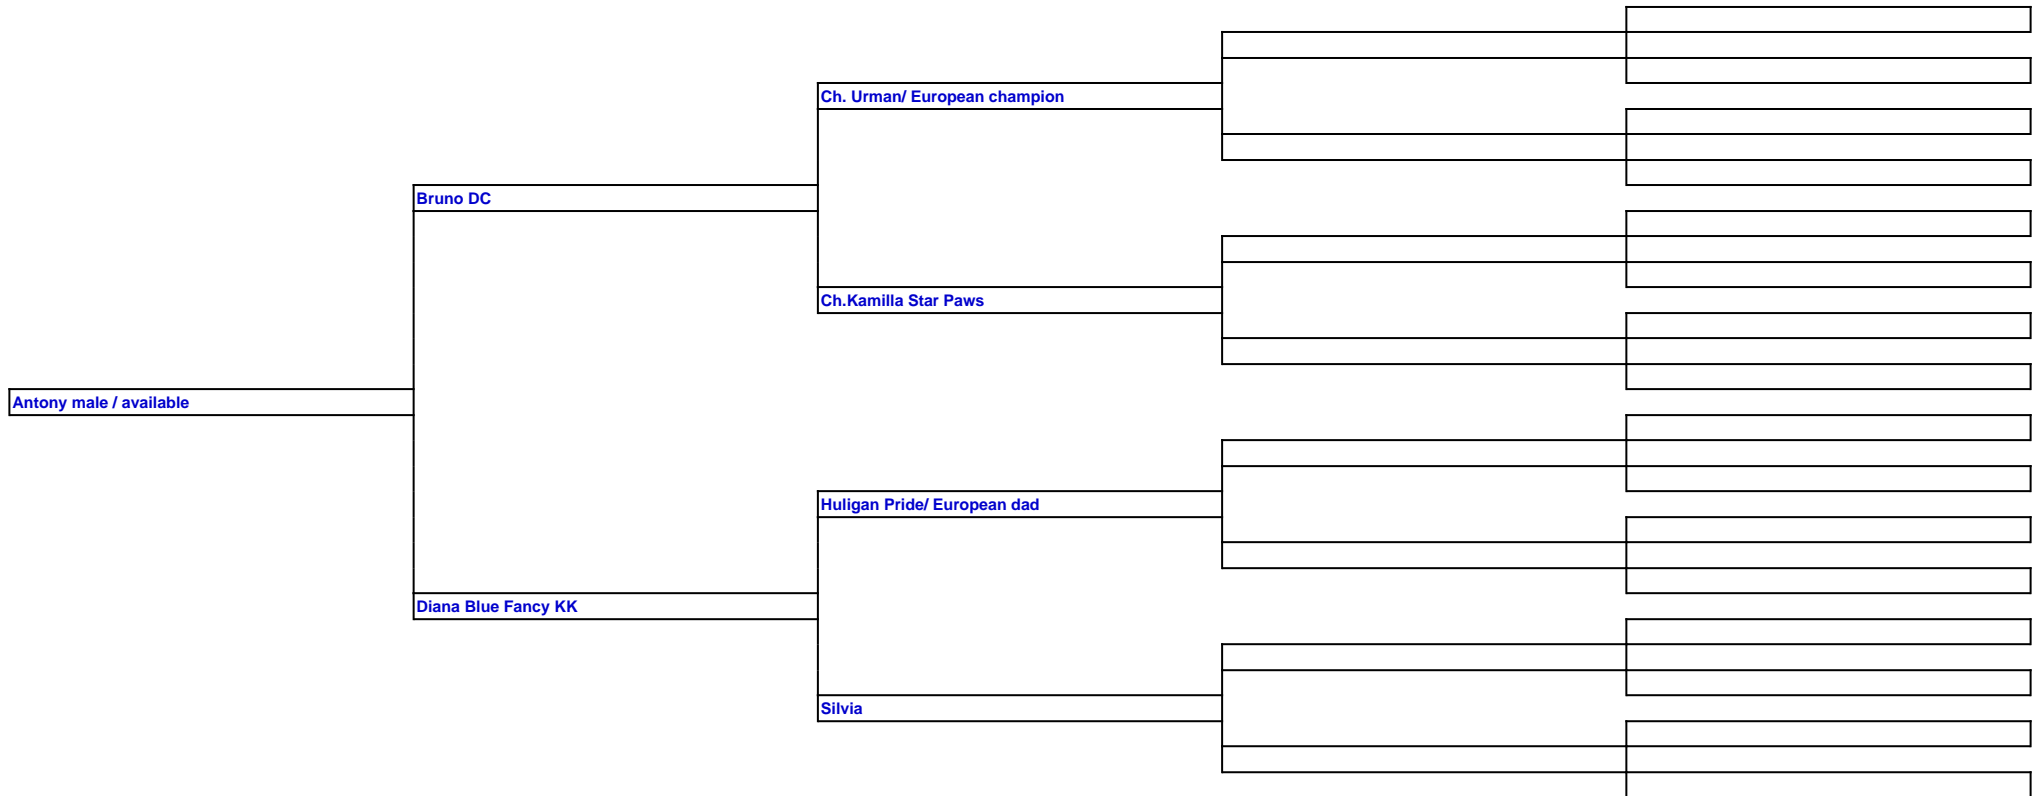 Ch. Urman/ European champion
Bruno DC
Ch.Kamilla Star Paws
Antony male / available
Huligan Pride/ European dad
Diana Blue Fancy KK
Silvia